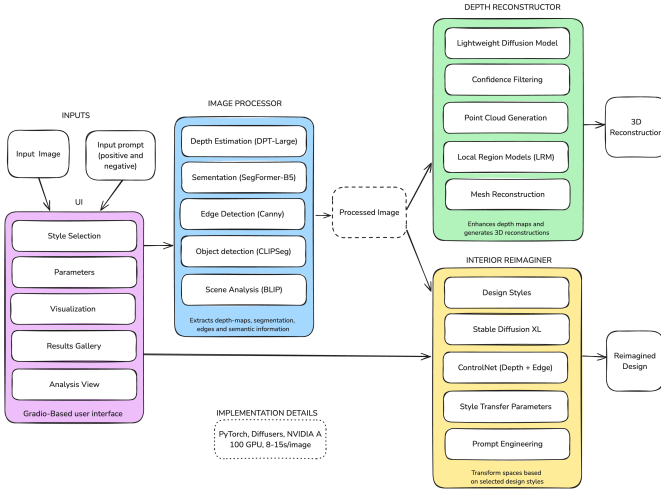 INPUTS
Input Image
Input prompt
(positive and
negative)
UI
Style Selection
Parameters
Visualization
Results Gallery
Analysis View
Gradio-Based user interface
IMAGE PROCESSOR
Depth Estimation (DPT-Large)
Sementation (SegFormer-B5)
Edge Detection (Canny)
Object detection (CLIPSeg)
Scene Analysis (BLIP)
Extracts depth-maps, segmentation,
edges and semantic information
Processed Image
DEPTH RECONSTRUCTOR
Lightweight Diffusion Model
Confidence Filtering
Point Cloud Generation
Local Region Models (LRM)
Mesh Reconstruction
Enhances depth maps and
generates 3D reconstructions
3D
Reconstruction
INTERIOR REIMAGINER
Design Styles
Stable Diffusion XL
ControlNet (Depth + Edge)
Style Transfer Parameters
Prompt Engineering
Transform spaces based
on selected design styles
Reimagined
Design
IMPLEMENTATION DETAILS
PyTorch, Diffusers, NVIDIA A
100 GPU, 8-15s/image